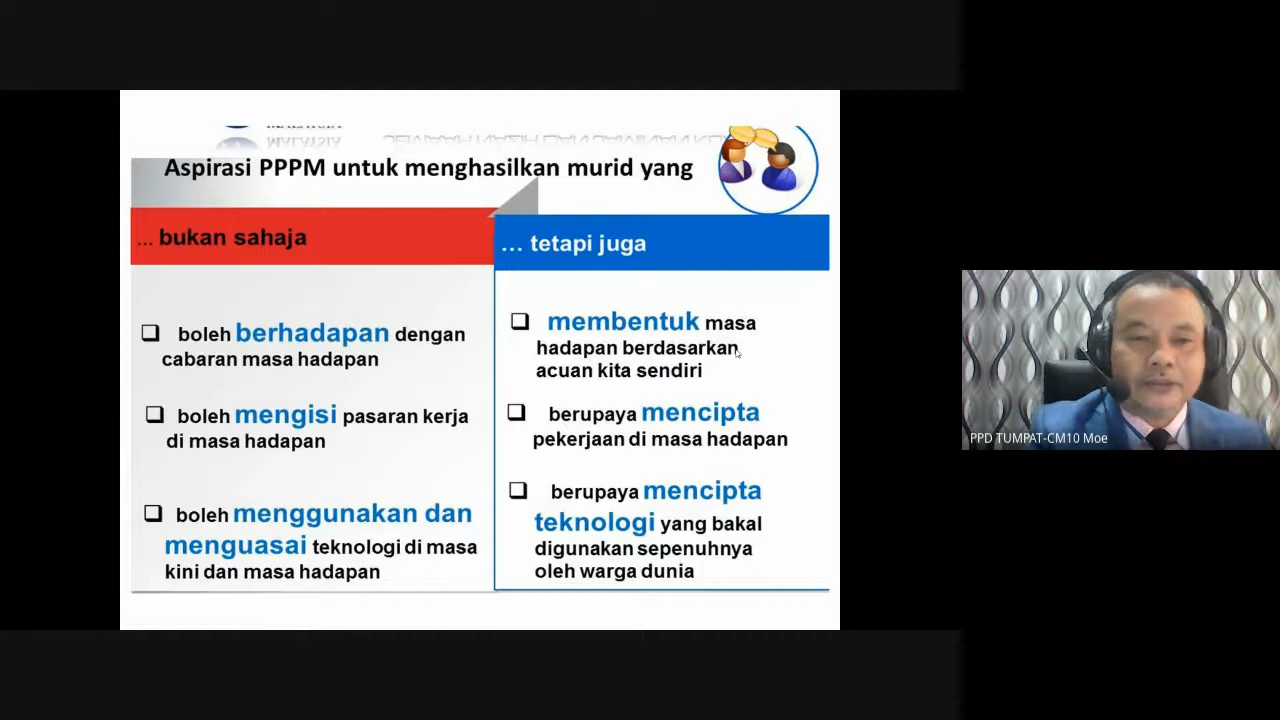 MALAYSIA
MALAYSIA
Aspirasi PPPM untuk menghasilkan murid yang
... bukan sahaja
... tetapi juga
❑ boleh berhadapan dengan
cabaran masa hadapan
❑ boleh mengisi pasaran kerja
di masa hadapan
❑ boleh menggunakan dan
menguasai teknologi di masa
kini dan masa hadapan
❑ membentuk masa
hadapan berdasarkan
acuan kita sendiri
❑ berupaya mencipta
pekerjaan di masa hadapan
❑ berupaya mencipta
teknologi yang bakal
digunakan sepenuhnya
oleh warga dunia
PPD TUMPAT-CM10 Moe